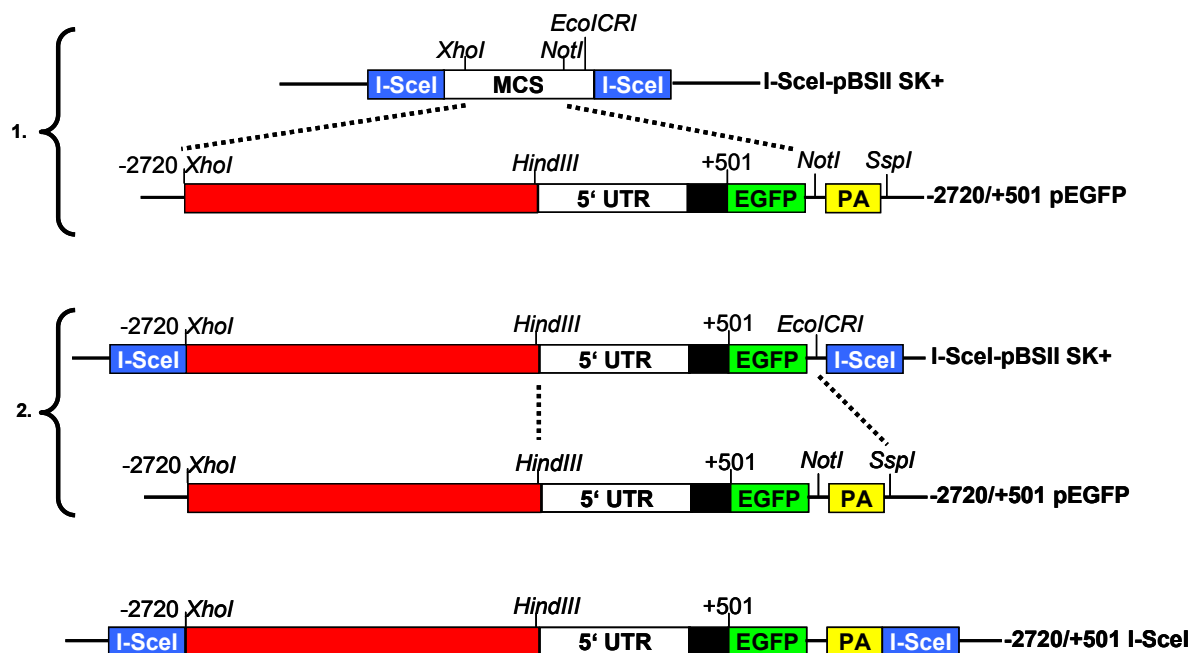 1.
EcoICRI
XhoI NotI
I-SceI MCS I-SceI I-SceI-pBSII SK+
-2720 XhoI HindIII +501 NotI SspI
5‘ UTR EGFP PA -2720/+501 pEGFP
2.
-2720 XhoI HindIII +501 EcoICRI
I-SceI 5‘ UTR EGFP I-SceI I-SceI-pBSII SK+
-2720 XhoI HindIII +501 NotI SspI
5‘ UTR EGFP PA -2720/+501 pEGFP
-2720 XhoI HindIII +501
I-SceI 5‘ UTR EGFP PA I-SceI -2720/+501 I-SceI